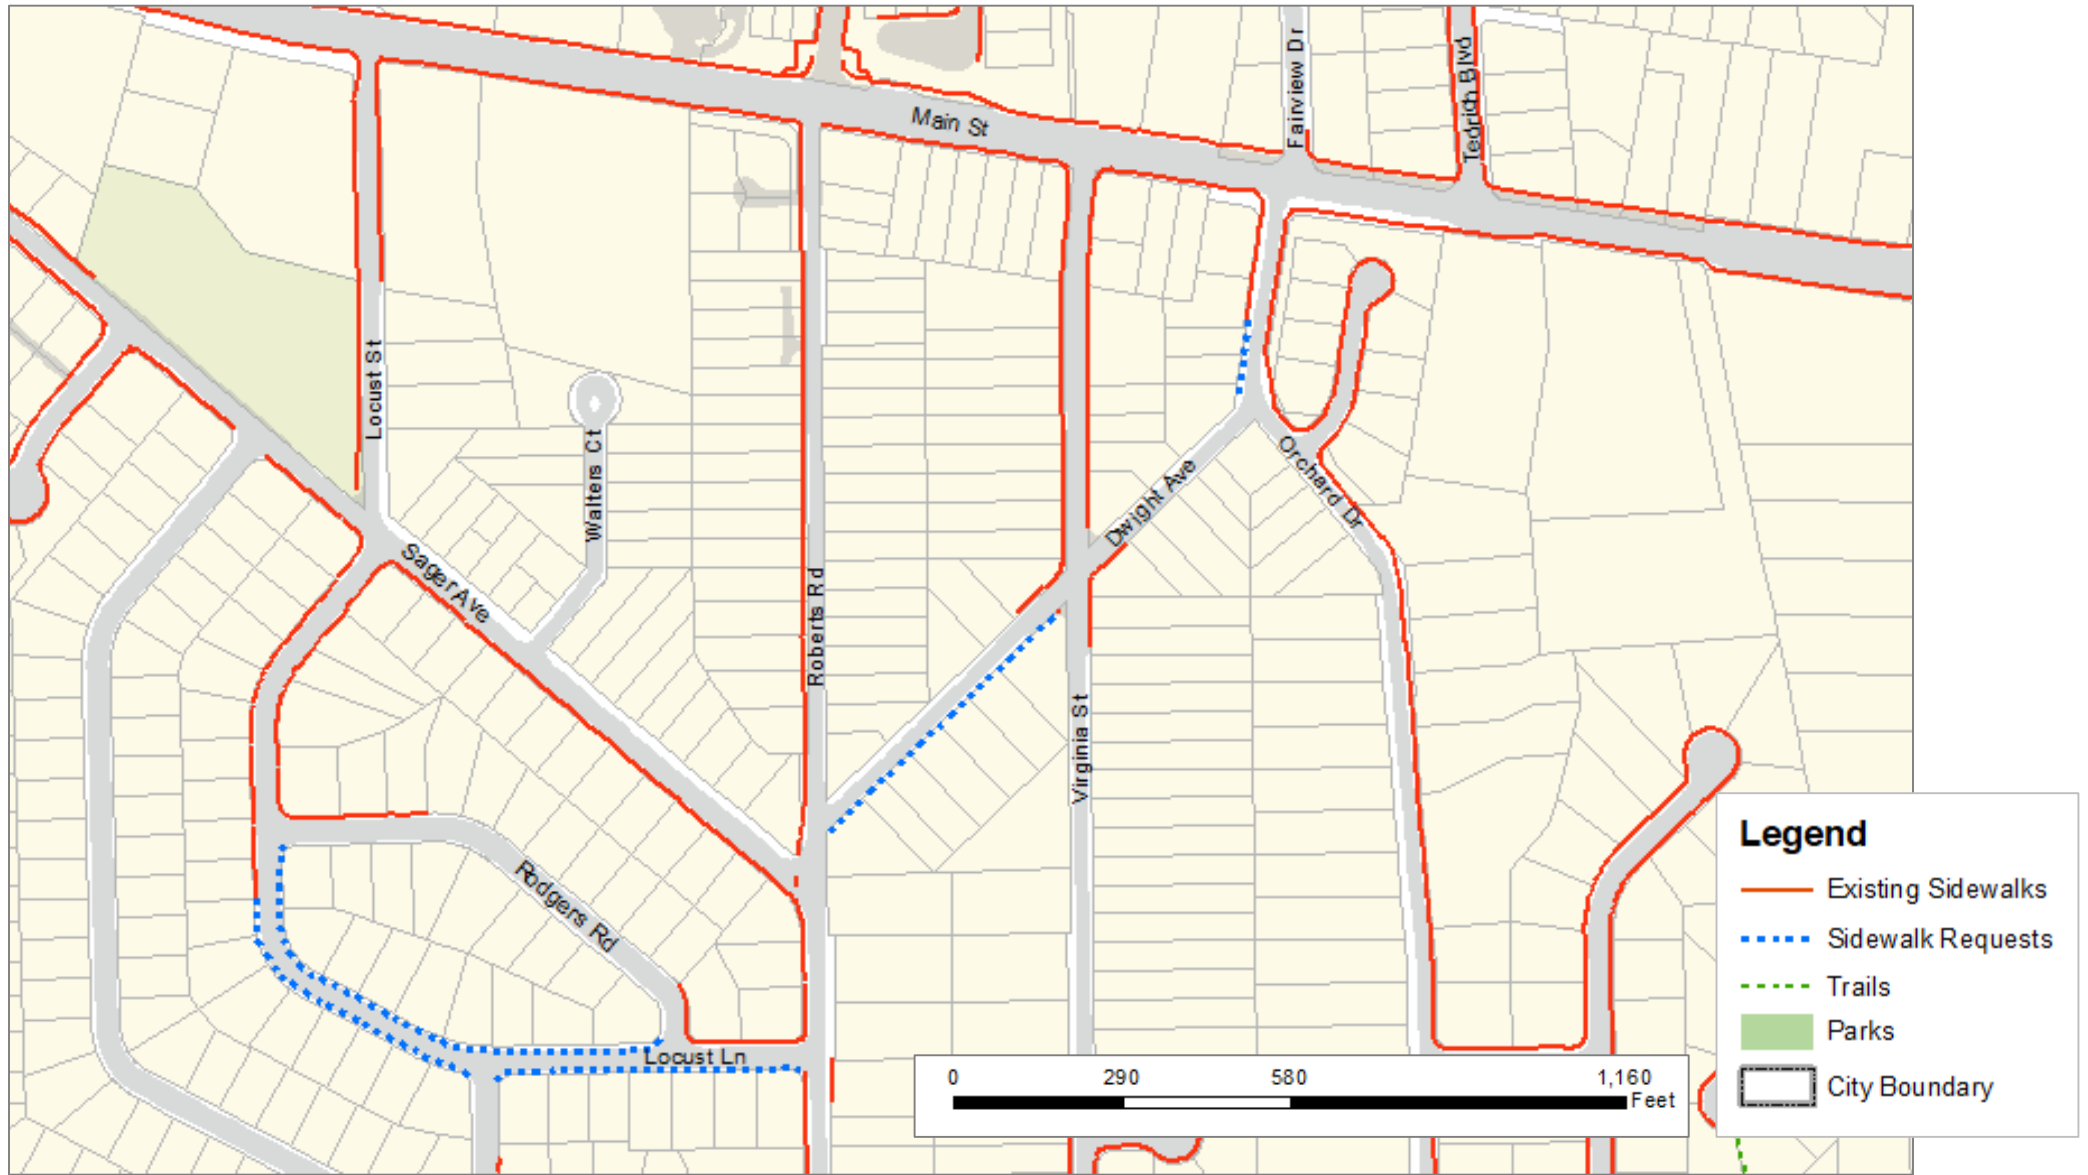 Fairview Dr
Tedrich Blvd
Main St
Locust St
Walters Ct
Orchard Dr
Dwight Ave
Sager Ave
Roberts Rd
Virginia St
Rodgers Rd
Locust Ln
0 290 580 1,160
Feet
Legend
Existing Sidewalks
Sidewalk Requests
Trails
Parks
City Boundary